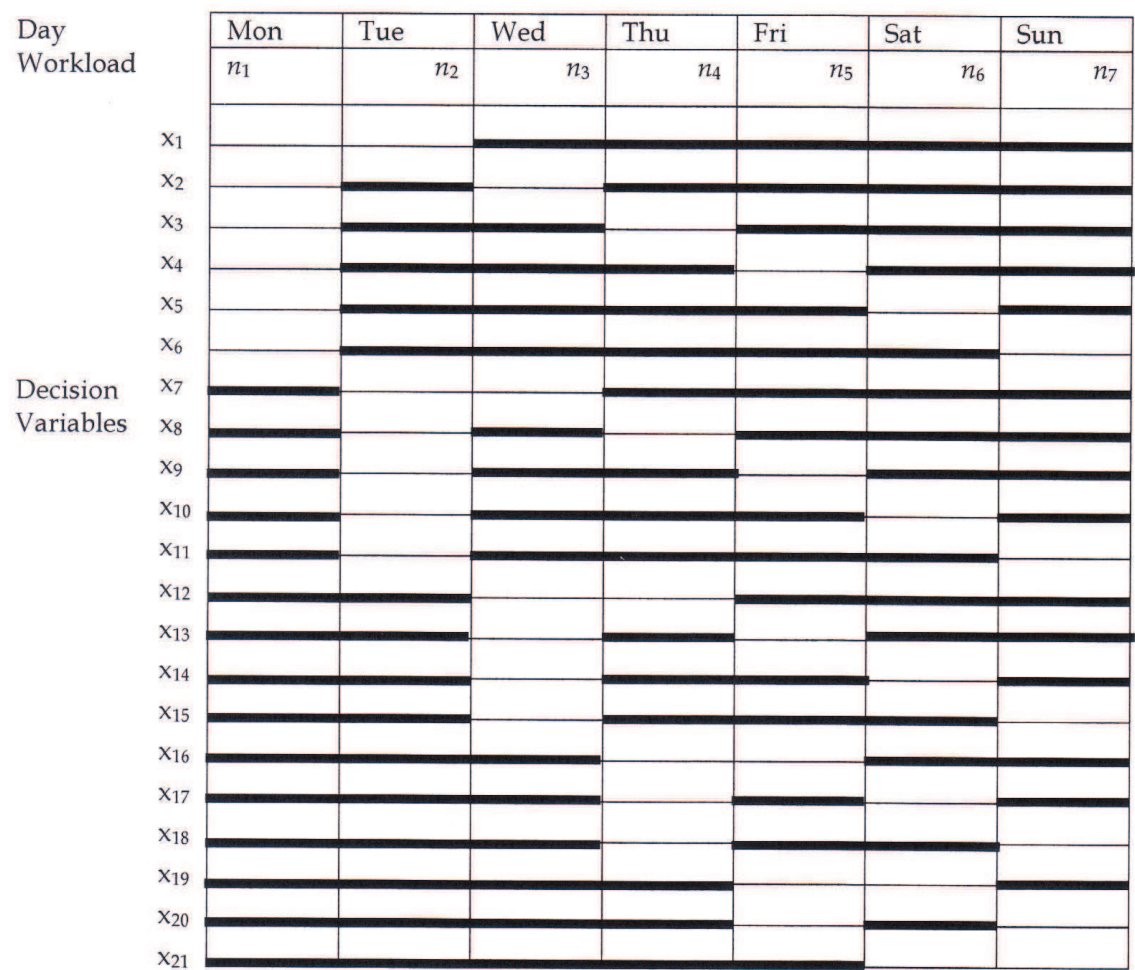 Day
Workload
Mon Tue Wed Thu Fri Sat Sun
n1 n2 n3 n4 n5 n6 n7
x1
x2
x3
x4
x5
x6
Decision
Variables
x7
x8
x9
x10
x11
x12
x13
x14
x15
x16
x17
x18
x19
x20
x21